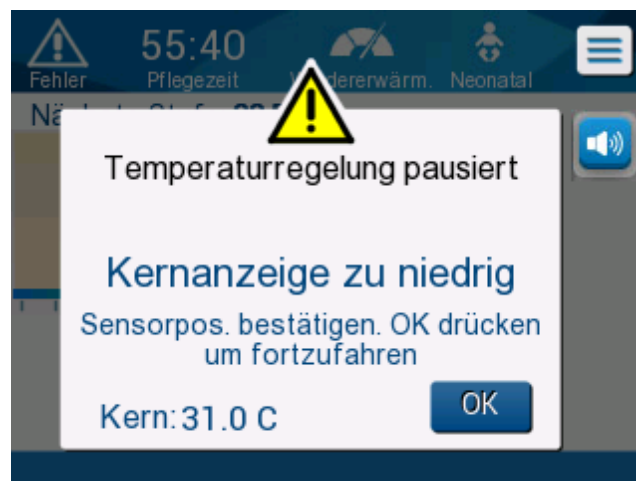 55:40
Fehler
Pflegezeit
Neonatal
Temperaturregelung pausiert
Kernanzeige zu niedrig
Sensorpos. bestätigen. OK drücken
um fortzufahren
Kern: 31.0 C
OK